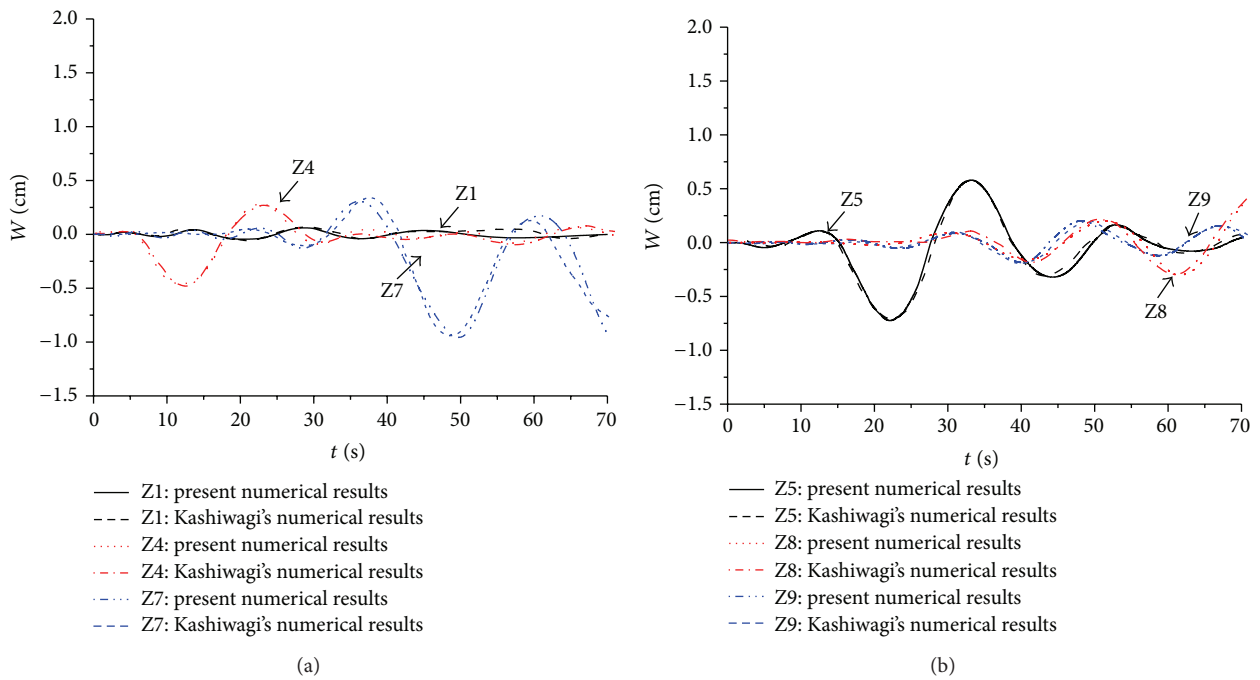 2.0
1.5
1.0
0.5
0.0
−0.5
−1.0
−1.5
W (cm)
Z4
Z1
Z7
0 10 20 30 40 50 60 70
t (s)
Z1: present numerical results
Z1: Kashiwagi's numerical results
Z4: present numerical results
Z4: Kashiwagi's numerical results
Z7: present numerical results
Z7: Kashiwagi's numerical results
(a)
2.0
1.5
1.0
0.5
0.0
−0.5
−1.0
−1.5
W (cm)
Z5
Z9
Z8
0 10 20 30 40 50 60 70
t (s)
Z5: present numerical results
Z5: Kashiwagi's numerical results
Z8: present numerical results
Z8: Kashiwagi's numerical results
Z9: present numerical results
Z9: Kashiwagi's numerical results
(b)